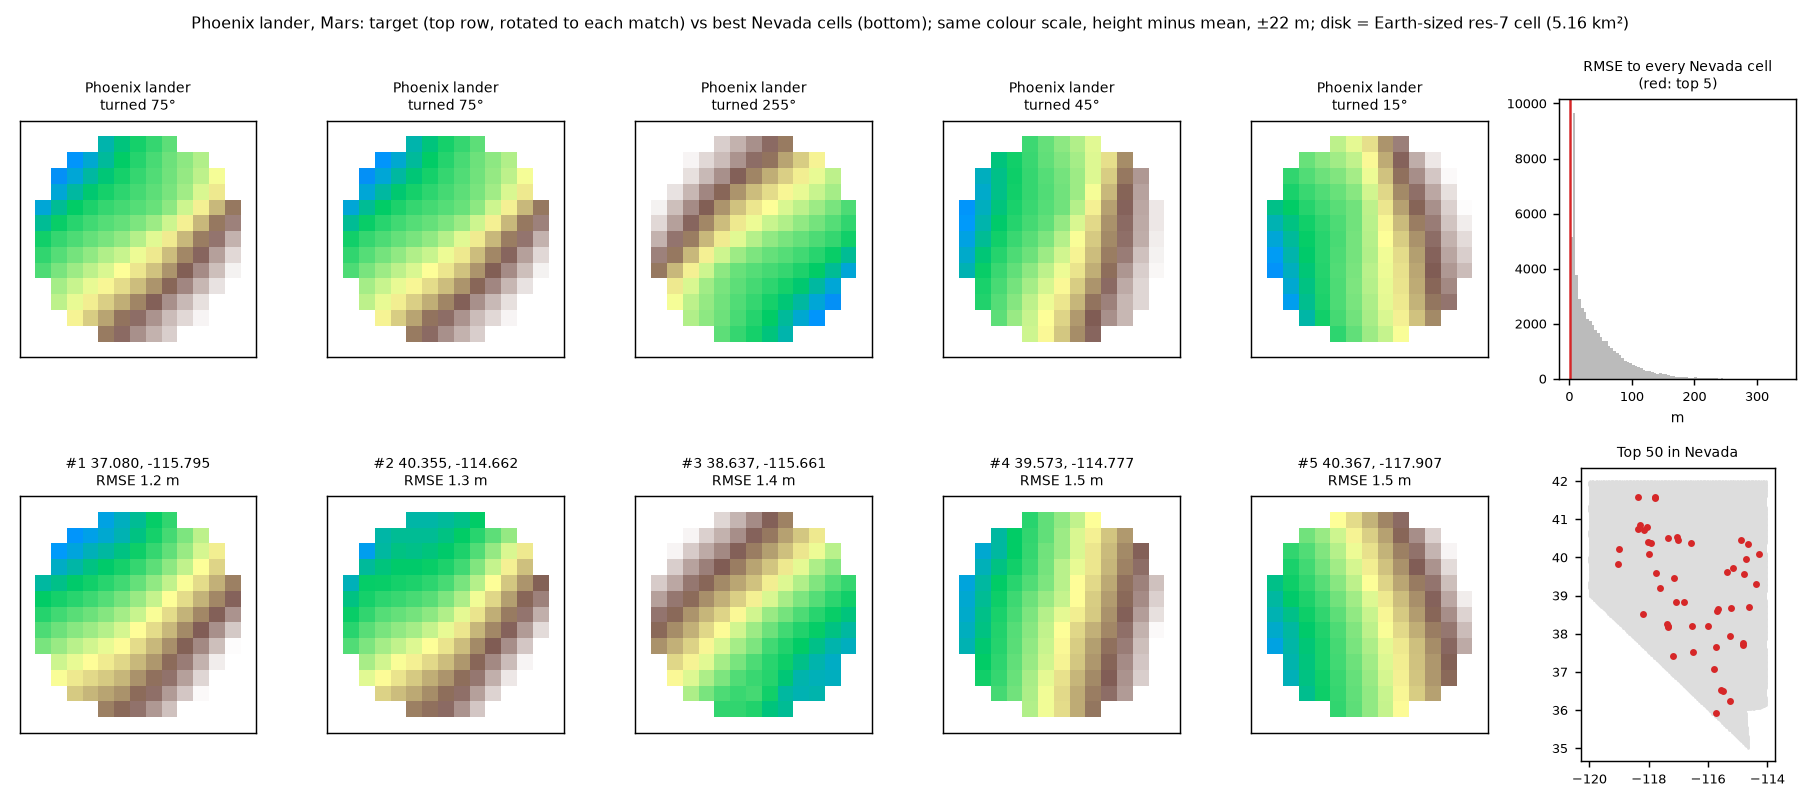 Phoenix lander, Mars: target (top row, rotated to each match) vs best Nevada cells (bottom); same colour scale, height minus mean, ±22 m; disk = Earth-sized res-7 cell (5.16 km²)
Phoenix lander
turned 75°
Phoenix lander
turned 75°
Phoenix lander
turned 255°
Phoenix lander
turned 45°
Phoenix lander
turned 15°
RMSE to every Nevada cell
(red: top 5)
10000
8000
6000
4000
2000
0
0 100 200 300
m
#1 37.080, -115.795
RMSE 1.2 m
#2 40.355, -114.662
RMSE 1.3 m
#3 38.637, -115.661
RMSE 1.4 m
#4 39.573, -114.777
RMSE 1.5 m
#5 40.367, -117.907
RMSE 1.5 m
Top 50 in Nevada
42
41
40
39
38
37
36
35
−120 −118 −116 −114